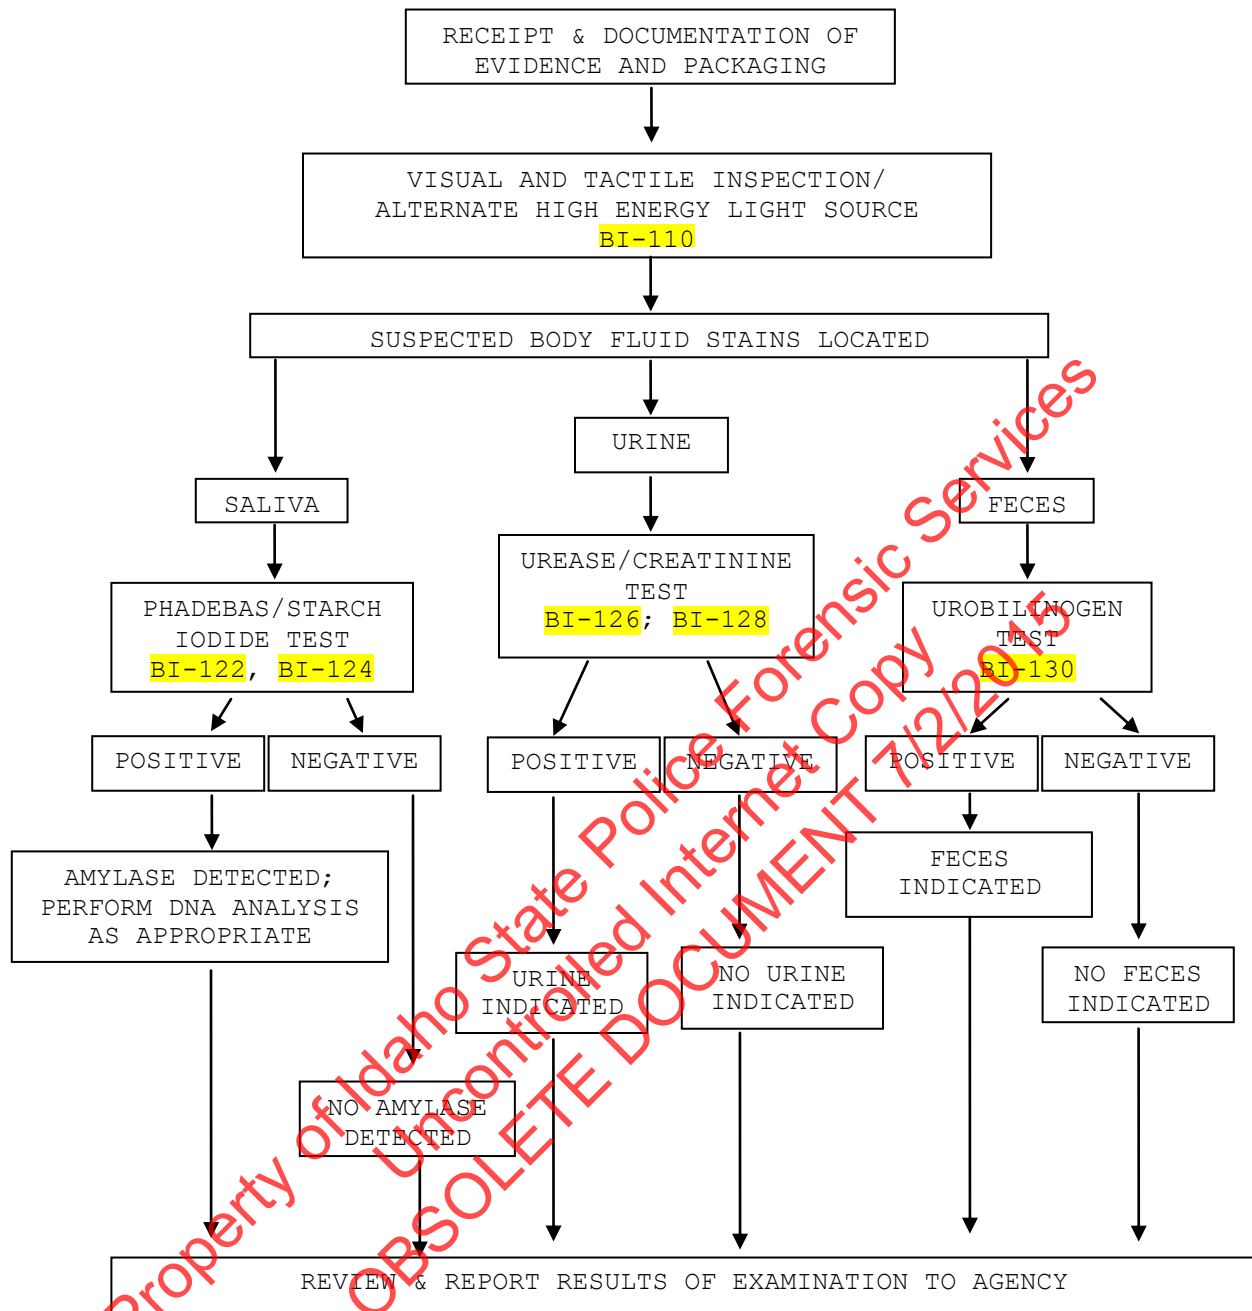 RECEIPT & DOCUMENTATION OF
EVIDENCE AND PACKAGING
VISUAL AND TACTILE INSPECTION/
ALTERNATE HIGH ENERGY LIGHT SOURCE
BI-110
SUSPECTED BODY FLUID STAINS LOCATED
SALIVA
URINE
FECES
PHADEBAS/STARCH
IODIDE TEST
BI-122, BI-124
UREASE/CREATININE
TEST
BI-126; BI-128
UROBILINOGEN
TEST
BI-130
POSITIVE
NEGATIVE
POSITIVE
NEGATIVE
POSITIVE
NEGATIVE
AMYLASE DETECTED;
PERFORM DNA ANALYSIS
AS APPROPRIATE
NO AMYLASE
DETECTED
URINE
INDICATED
NO URINE
INDICATED
FECES
INDICATED
NO FECES
INDICATED
REVIEW & REPORT RESULTS OF EXAMINATION TO AGENCY
Property of Idaho State Police Forensic Services
Uncontrolled Internet Copy
OBSOLETE DOCUMENT 7/2/2015